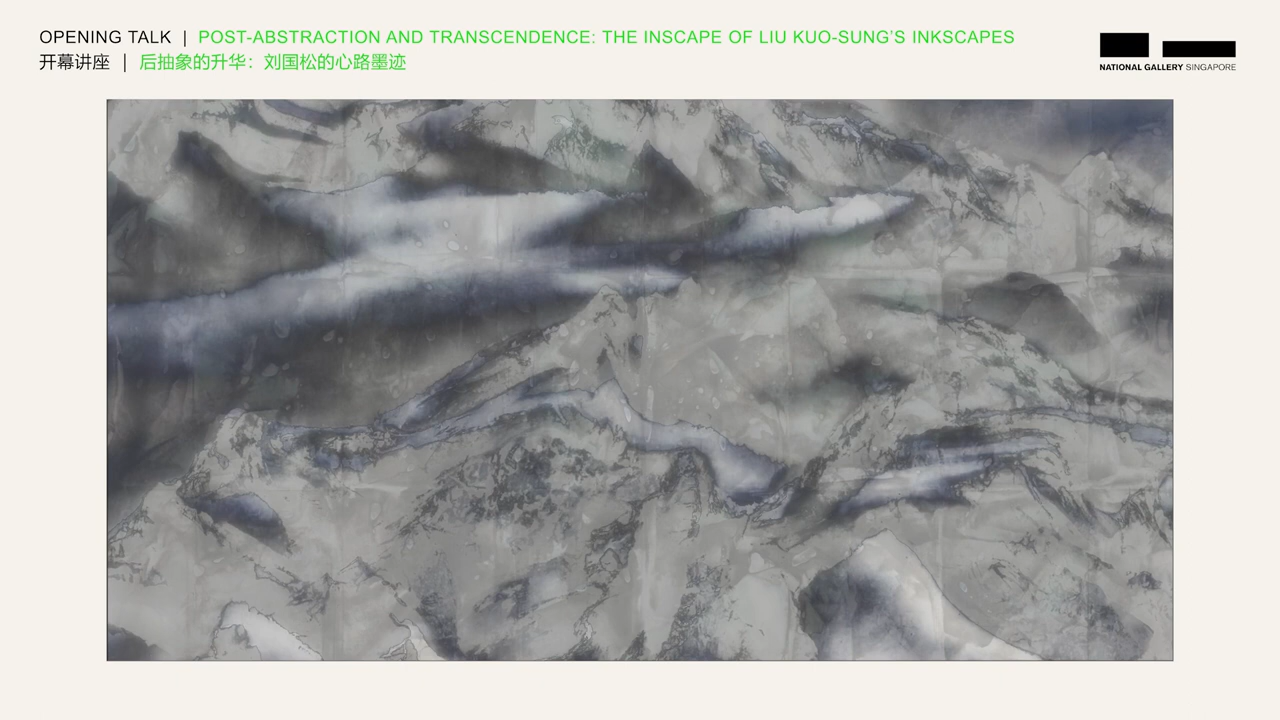 OPENING TALK | POST-ABSTRACTION AND TRANSCENDENCE: THE INSCAPE OF LIU KUO-SUNG'S INKSCAPES
开幕讲座 | 后抽象的升华：刘国松的心路墨迹
NATIONAL GALLERY SINGAPORE